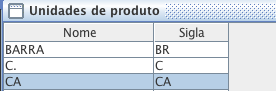 Unidades de produto
Nome Sigla
BARRA BR
C. C
CA CA